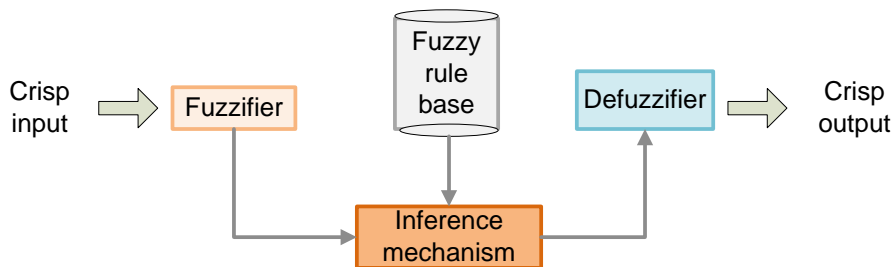 Crisp
input
Fuzzifier
Fuzzy
rule
base
Defuzzifier
Crisp
output
Inference
mechanism